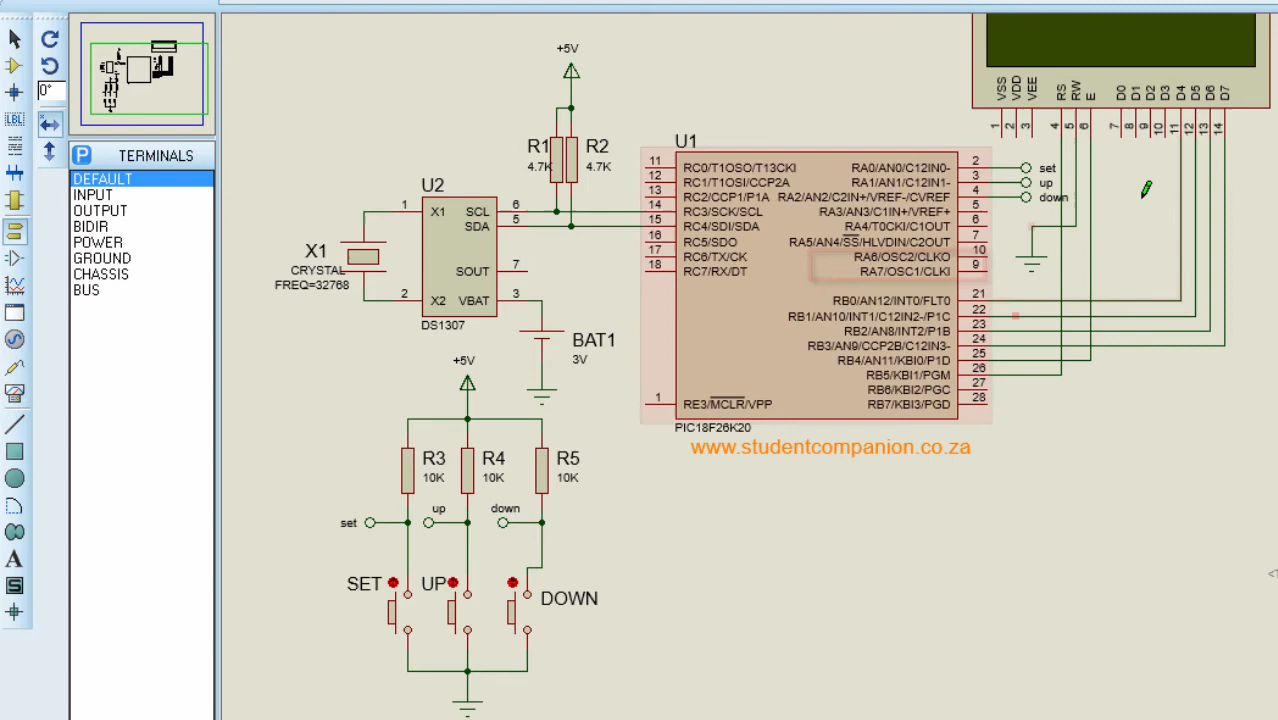 0°
LBL
P TERMINALS
DEFAULT
INPUT
OUTPUT
BIDIR
POWER
GROUND
CHASSIS
BUS
A
S
+5V
R1
4.7K
R2
4.7K
U2
X1
X2
SCL
SDA
SOUT
VBAT
1
2
6
5
7
3
DS1307
X1
CRYSTAL
FREQ=32768
BAT1
3V
U1
11 RC0/T1OSO/T13CKI
12 RC1/T1OSI/CCP2A
13 RC2/CCP1/P1A
14 RC3/SCK/SCL
15 RC4/SDI/SDA
16 RC5/SDO
17 RC6/TX/CK
18 RC7/RX/DT
1 RE3/MCLR/VPP
RA0/AN0/C12IN0- 2
RA1/AN1/C12IN1- 3
RA2/AN2/C2IN+/VREF-/CVREF 4
RA3/AN3/C1IN+/VREF+ 5
RA4/T0CKI/C1OUT 6
RA5/AN4/SS/HLVDIN/C2OUT 7
RA6/OSC2/CLKO 10
RA7/OSC1/CLKI 9
RB0/AN12/INT0/FLT0 21
RB1/AN10/INT1/C12IN2-/P1C 22
RB2/AN8/INT2/P1B 23
RB3/AN9/CCP2B/C12IN3- 24
RB4/AN11/KBI0/P1D 25
RB5/KBI1/PGM 26
RB6/KBI2/PGC 27
RB7/KBI3/PGD 28
PIC18F26K20
www.studentcompanion.co.za
set
up
down
VSS VDD VEE RS RW E D0 D1 D2 D3 D4 D5 D6 D7
1 2 3 4 5 6 7 8 9 10 11 12 13 14
+5V
R3
10K
R4
10K
R5
10K
set
up
down
SET
UP
DOWN